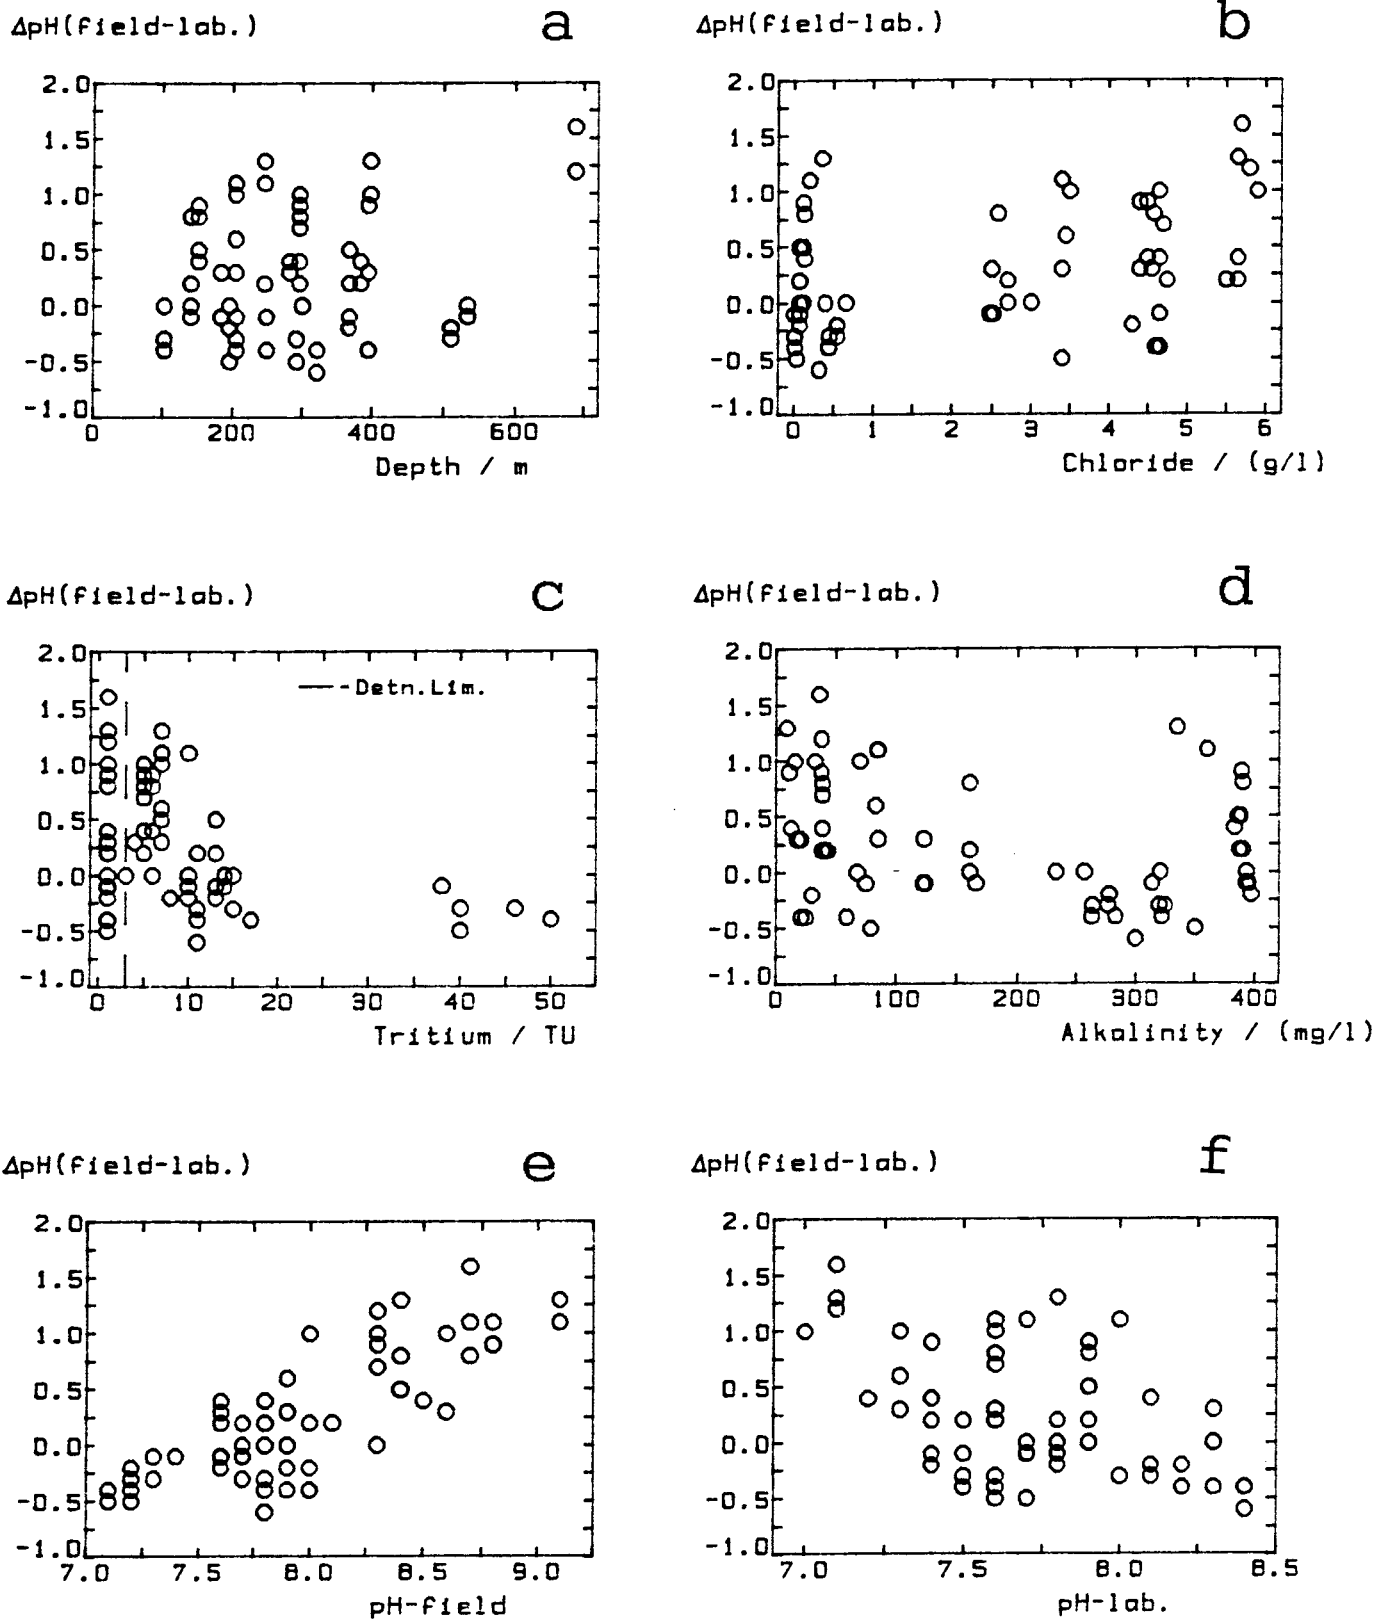 ΔpH(field-lab.) a
2.0
1.5
1.0
0.5
0.0
-0.5
-1.0
0 200 400 600
Depth / m
ΔpH(field-lab.) b
2.0
1.5
1.0
0.5
0.0
-0.5
-1.0
0 1 2 3 4 5 6
Chloride / (g/l)
ΔpH(field-lab.) c
2.0
1.5
1.0
0.5
0.0
-0.5
-1.0
Detn.Lim.
0 10 20 30 40 50
Tritium / TU
ΔpH(field-lab.) d
2.0
1.5
1.0
0.5
0.0
-0.5
-1.0
0 100 200 300 400
Alkalinity / (mg/l)
ΔpH(field-lab.) e
2.0
1.5
1.0
0.5
0.0
-0.5
-1.0
7.0 7.5 8.0 8.5 9.0
pH-field
ΔpH(field-lab.) f
2.0
1.5
1.0
0.5
0.0
-0.5
-1.0
7.0 7.5 8.0 8.5
pH-lab.